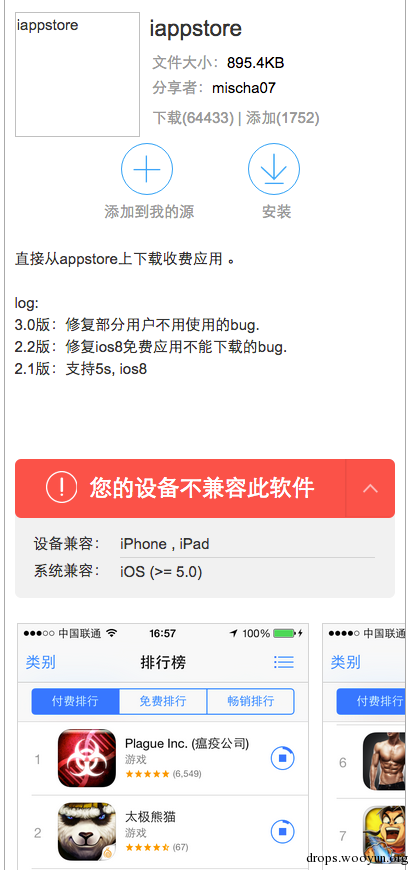 iappstore
iappstore
文件大小：895.4KB
分享者：mischa07
下载(64433) | 添加(1752)
添加到我的源
安装
直接从appstore上下载收费应用 。
log:
3.0版：修复部分用户不用使用的bug.
2.2版：修复ios8免费应用不能下载的bug.
2.1版：支持5s, ios8
您的设备不兼容此软件
设备兼容： iPhone , iPad
系统兼容： iOS (>= 5.0)
中国联通 16:57 100%
类别 排行榜
付费排行 免费排行 畅销排行
1 Plague Inc. (瘟疫公司)
游戏
(6,549)
2 太极熊猫
游戏
(67)
中国联通
类别
付费排
6
7
drops.wooyun.org